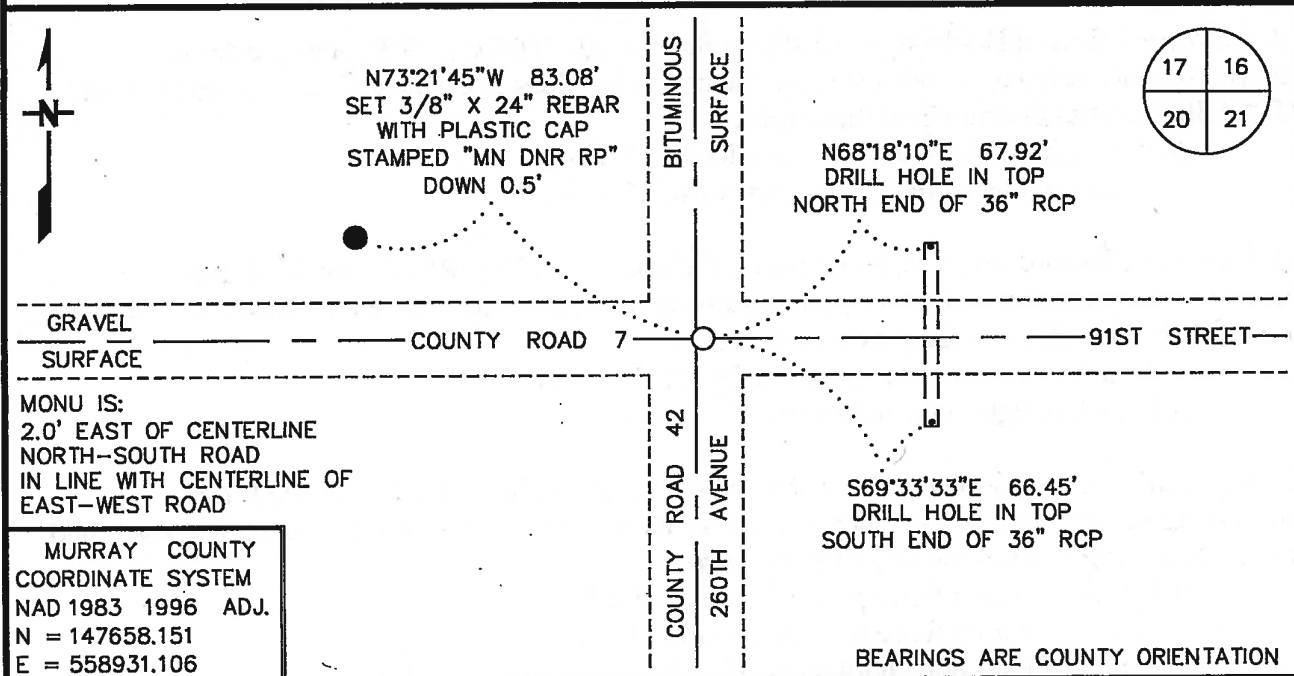 N
N73°21'45"W 83.08'
SET 3/8" X 24" REBAR
WITH PLASTIC CAP
STAMPED "MN DNR RP"
DOWN 0.5'
BITUMINOUS
SURFACE
17 16
20 21
N68°18'10"E 67.92'
DRILL HOLE IN TOP
NORTH END OF 36" RCP
GRAVEL
SURFACE
COUNTY ROAD 7
91ST STREET
MONU IS:
2.0' EAST OF CENTERLINE
NORTH-SOUTH ROAD
IN LINE WITH CENTERLINE OF
EAST-WEST ROAD
COUNTY ROAD 42
260TH AVENUE
S69°33'33"E 66.45'
DRILL HOLE IN TOP
SOUTH END OF 36" RCP
MURRAY COUNTY
COORDINATE SYSTEM
NAD 1983 1996 ADJ.
N = 147658.151
E = 558931.106
BEARINGS ARE COUNTY ORIENTATION